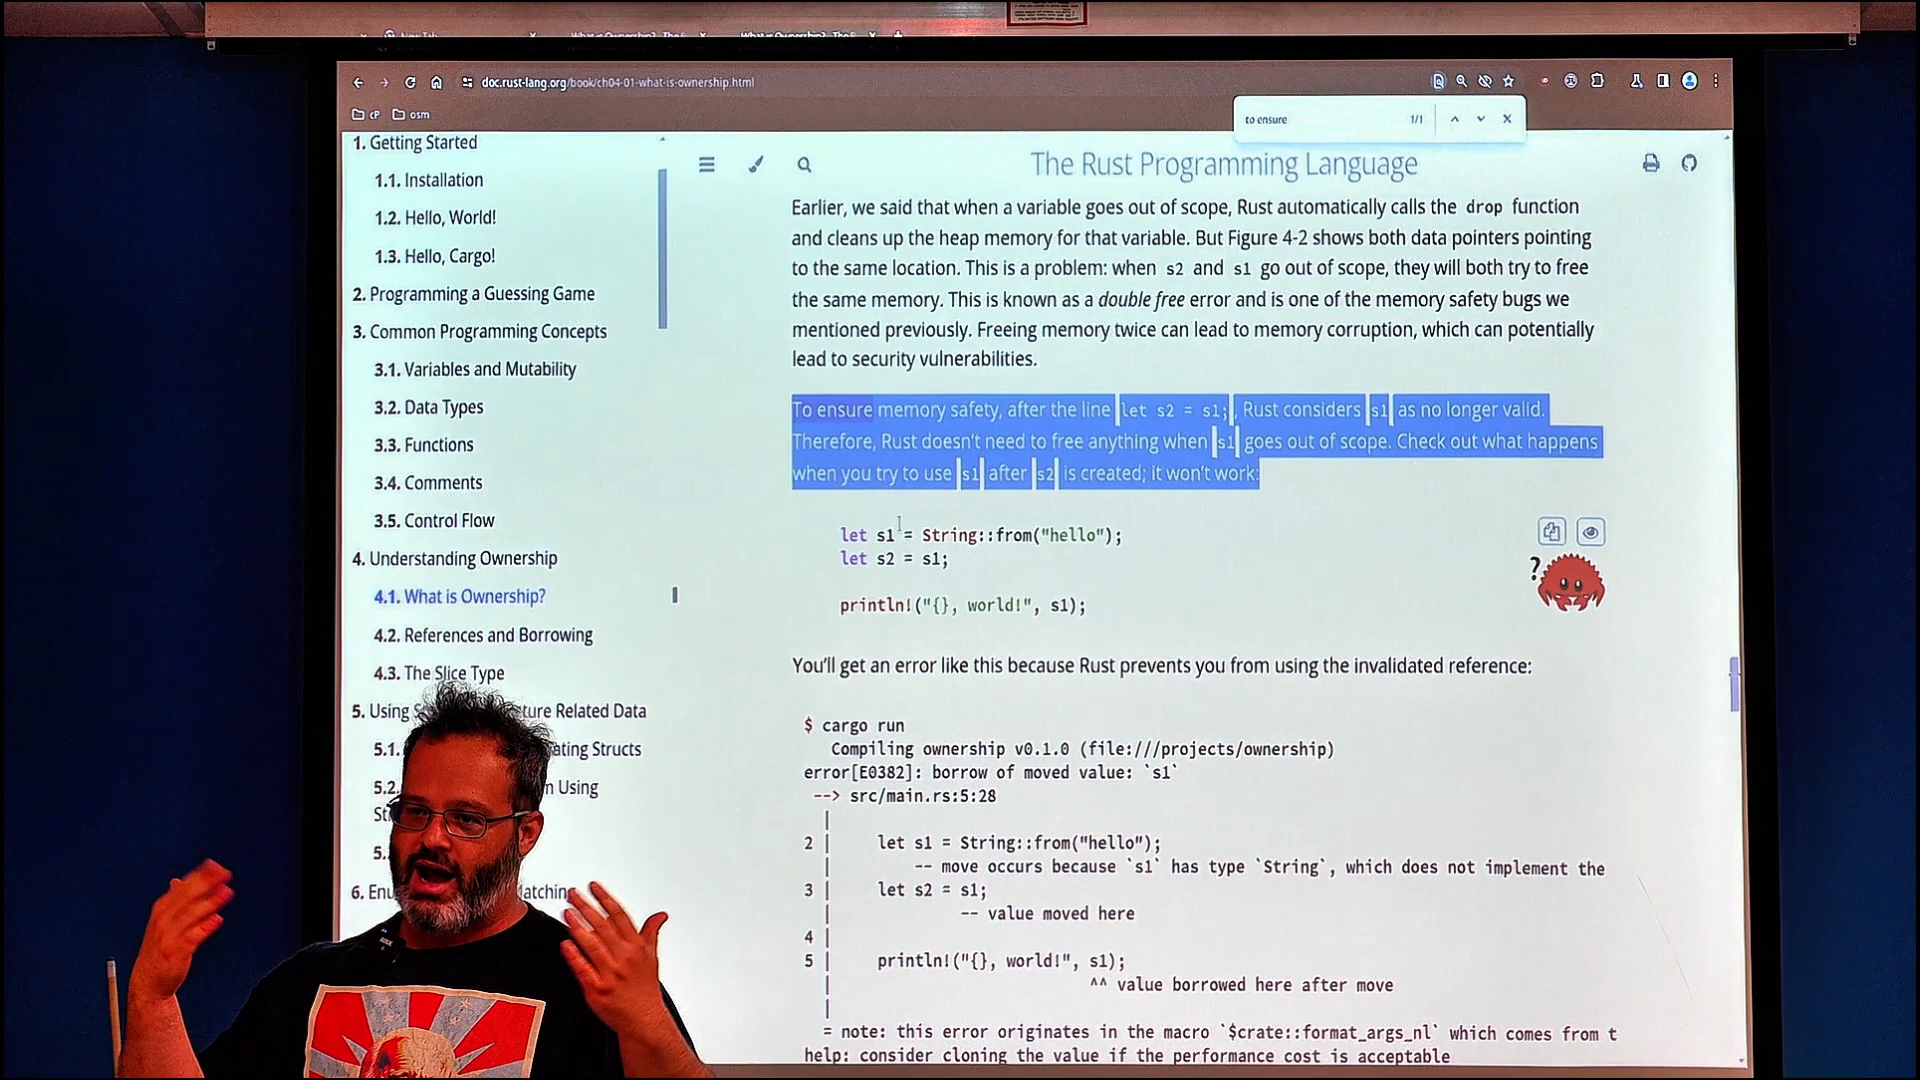 New Tab
What is Ownership? - The
What is Ownership? - The
doc.rust-lang.org/book/ch04-01-what-is-ownership.html
cP
osm
to ensure
1/1
1. Getting Started
1.1. Installation
1.2. Hello, World!
1.3. Hello, Cargo!
2. Programming a Guessing Game
3. Common Programming Concepts
3.1. Variables and Mutability
3.2. Data Types
3.3. Functions
3.4. Comments
3.5. Control Flow
4. Understanding Ownership
4.1. What is Ownership?
4.2. References and Borrowing
4.3. The Slice Type
5. Using
ture Related Data
5.1.
ating Structs
5.2.
n Using
5.
6. Enu
Matching
The Rust Programming Language
Earlier, we said that when a variable goes out of scope, Rust automatically calls the drop function
and cleans up the heap memory for that variable. But Figure 4-2 shows both data pointers pointing
to the same location. This is a problem: when s2 and s1 go out of scope, they will both try to free
the same memory. This is known as a double free error and is one of the memory safety bugs we
mentioned previously. Freeing memory twice can lead to memory corruption, which can potentially
lead to security vulnerabilities.
To ensure memory safety, after the line let s2 = s1; , Rust considers s1 as no longer valid.
Therefore, Rust doesn't need to free anything when s1 goes out of scope. Check out what happens
when you try to use s1 after s2 is created; it won't work:
let s1 = String::from("hello");
let s2 = s1;
println!("{}, world!", s1);
?
You'll get an error like this because Rust prevents you from using the invalidated reference:
$ cargo run
Compiling ownership v0.1.0 (file:///projects/ownership)
error[E0382]: borrow of moved value: `s1`
--> src/main.rs:5:28
|
2 | let s1 = String::from("hello");
| -- move occurs because `s1` has type `String`, which does not implement the
3 | let s2 = s1;
| -- value moved here
4 |
5 | println!("{}, world!", s1);
| ^^ value borrowed here after move
|
= note: this error originates in the macro `$crate::format_args_nl` which comes from t
help: consider cloning the value if the performance cost is acceptable